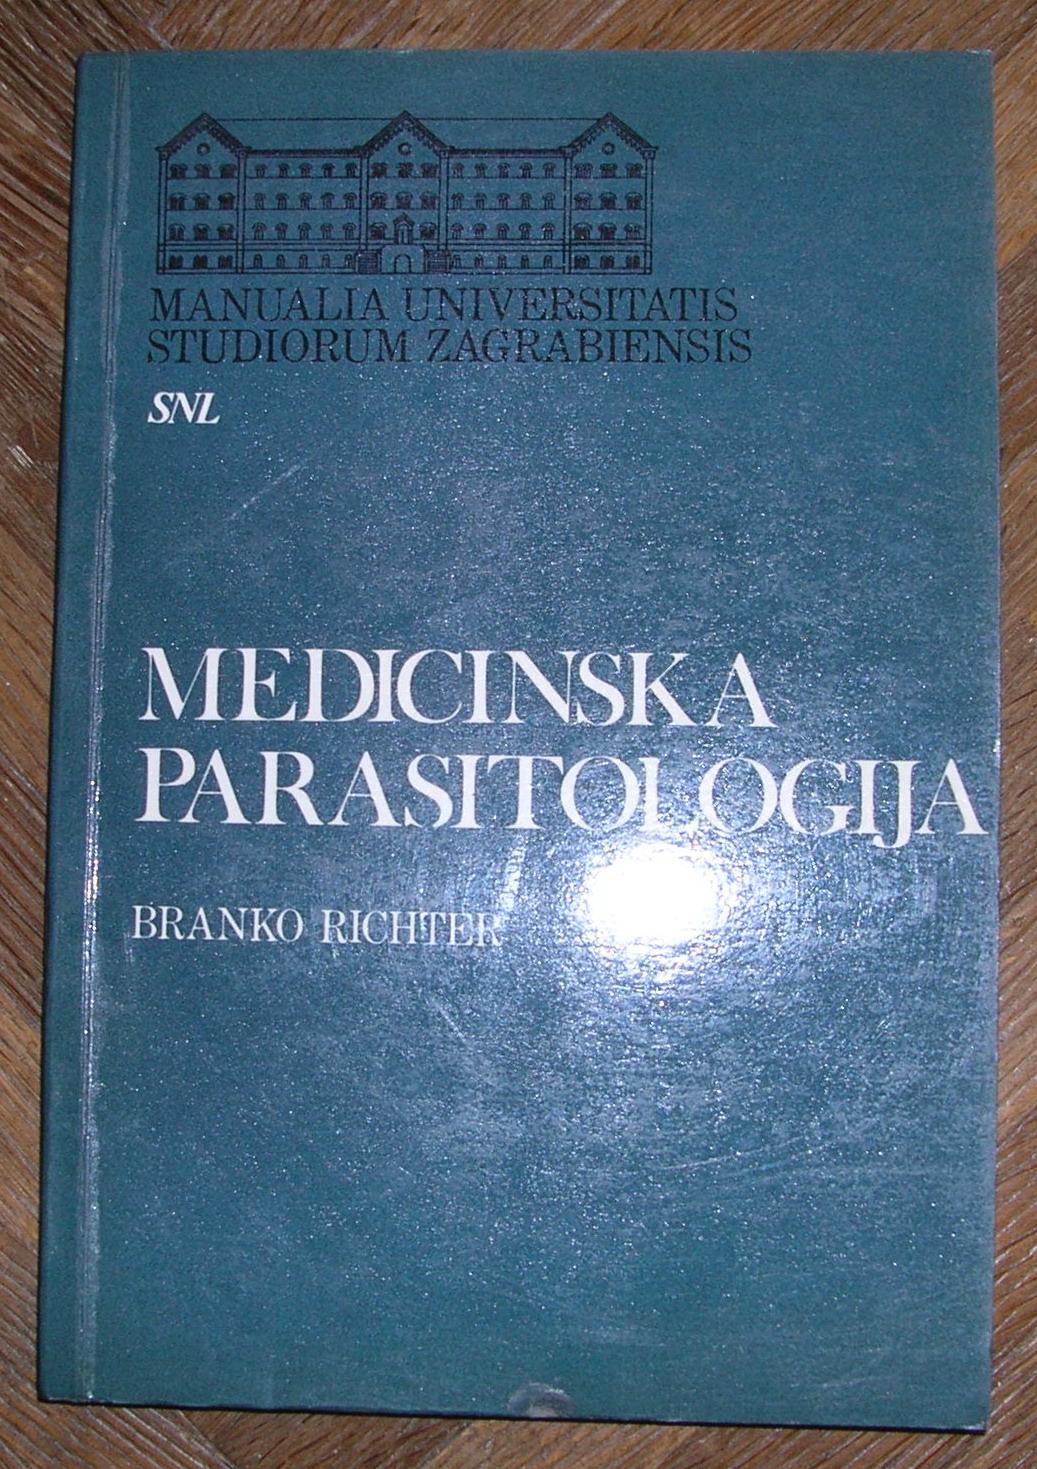 MANUALIA UNIVERSITATIS
STUDIORUM ZAGRABIENSIS
SNL
MEDICINSKA
PARASITOLOGIJA
BRANKO RICHTER